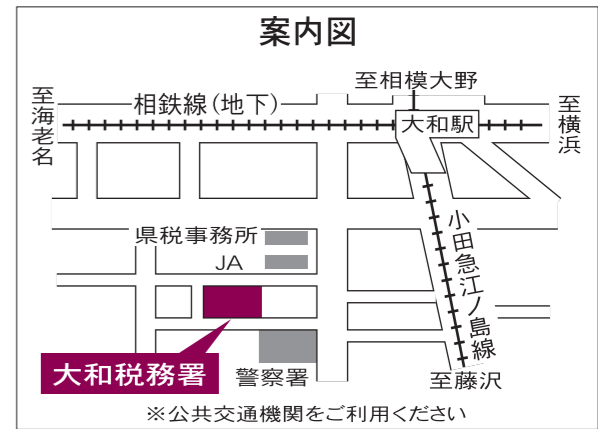 案内図
至相模大野
至海老名
相鉄線(地下)
大和駅
至横浜
小田急江ノ島線
県税事務所
JA
大和税務署
警察署
至藤沢
※公共交通機関をご利用ください